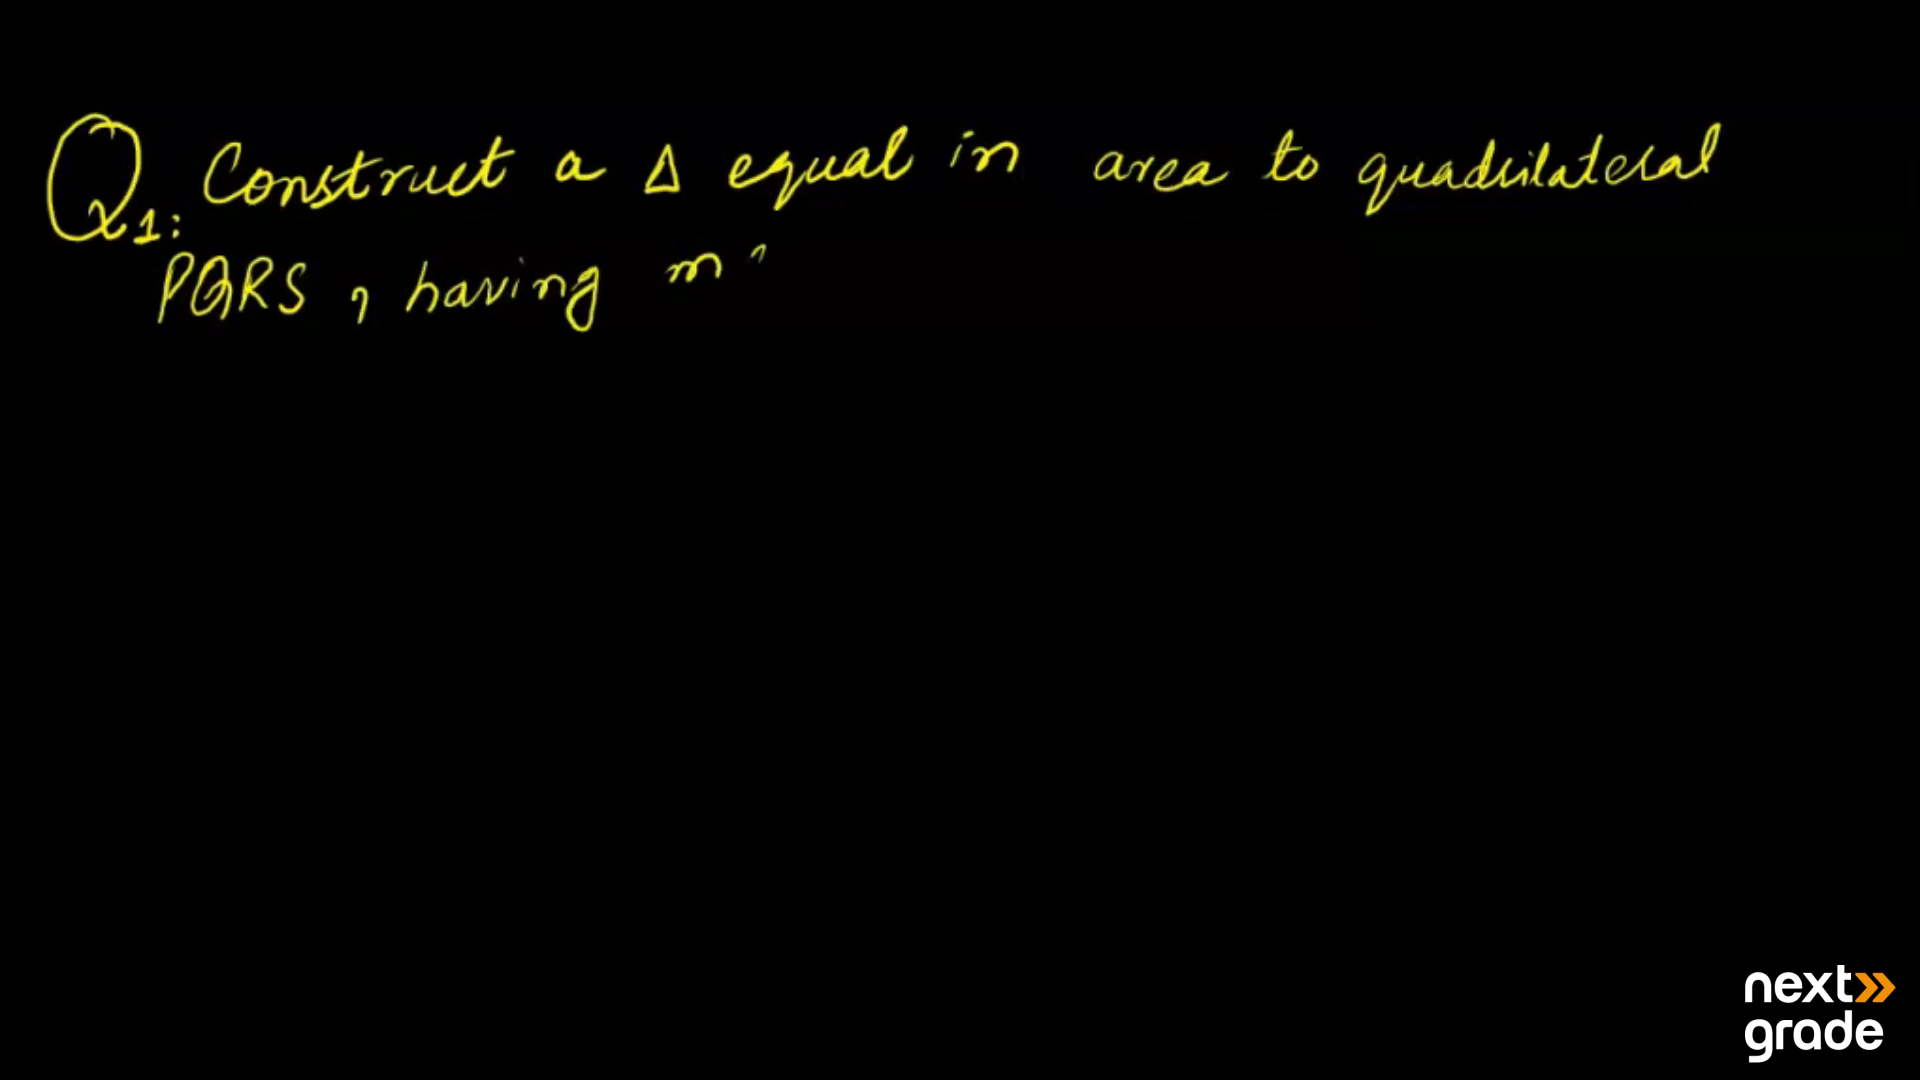 Q1: Construct a Δ equal in area to quadrilateral
PQRS, having m
next
grade